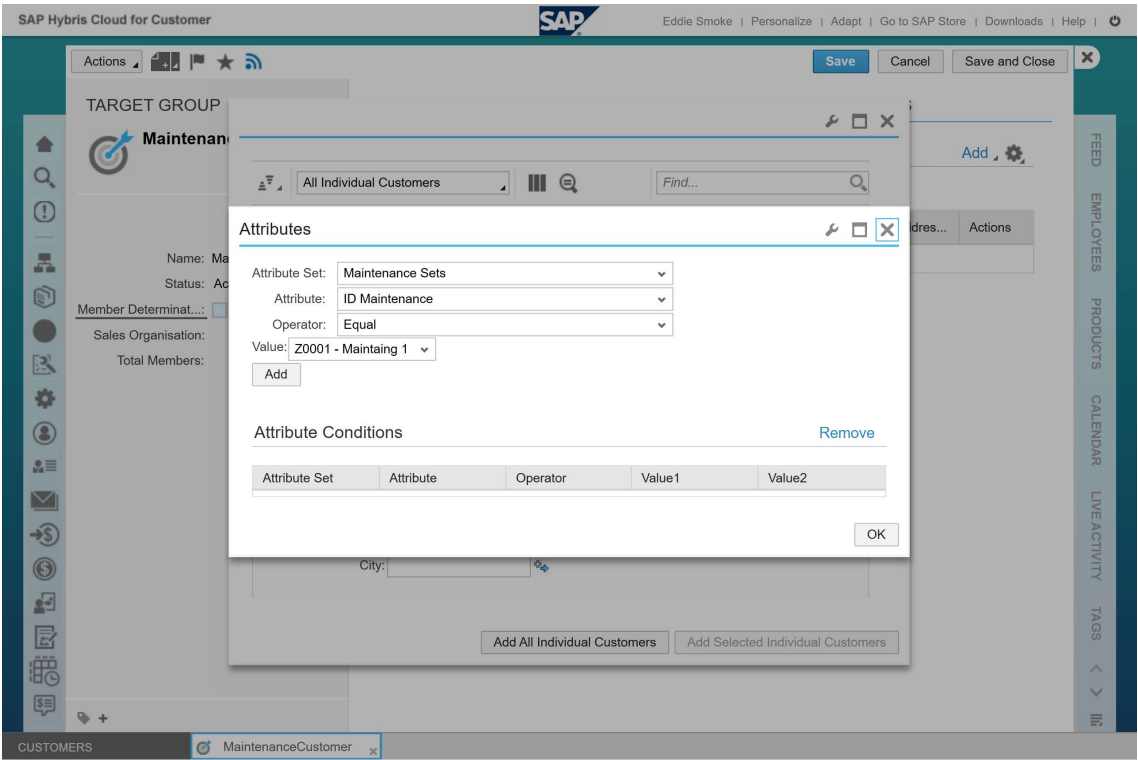 SAP Hybris Cloud for Customer
SAP
Eddie Smoke | Personalize | Adapt | Go to SAP Store | Downloads | Help |
Actions
Save
Cancel
Save and Close
TARGET GROUP
Maintenan
Add
All Individual Customers
Find...
Attributes
dres...
Actions
Name: Ma
Status: Ac
Member Determinat...:
Sales Organisation:
Total Members:
Attribute Set: Maintenance Sets
Attribute: ID Maintenance
Operator: Equal
Value: Z0001 - Maintaing 1
Add
Attribute Conditions
Remove
Attribute Set
Attribute
Operator
Value1
Value2
OK
City:
Add All Individual Customers
Add Selected Individual Customers
FEED
EMPLOYEES
PRODUCTS
CALENDAR
LIVE ACTIVITY
TAGS
CUSTOMERS
MaintenanceCustomer